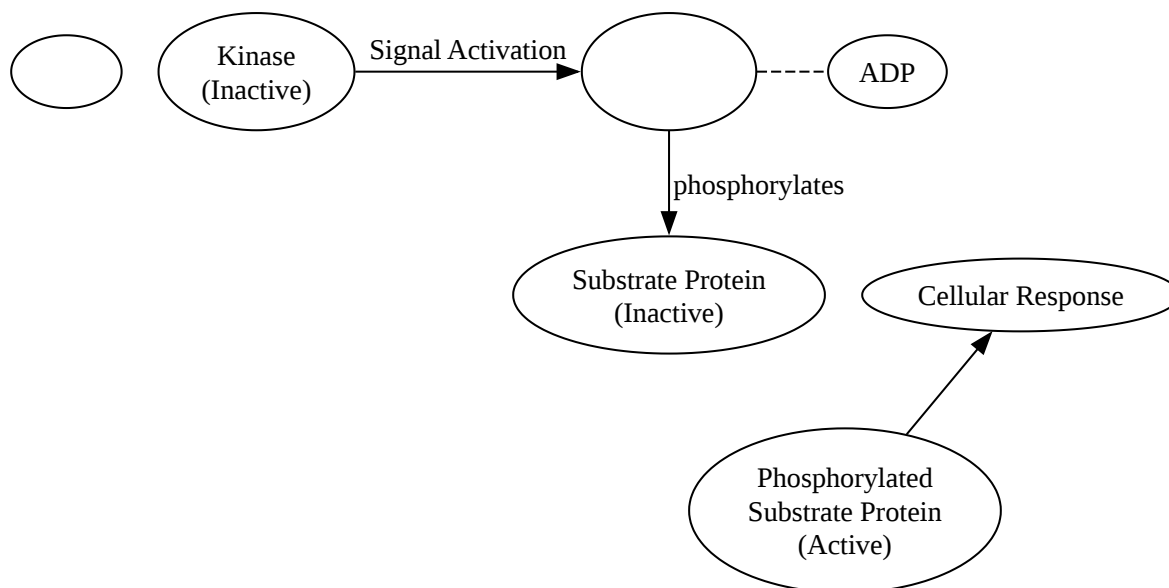 Kinase
(Inactive)
Signal Activation
ADP
phosphorylates
Substrate Protein
(Inactive)
Cellular Response
Phosphorylated
Substrate Protein
(Active)